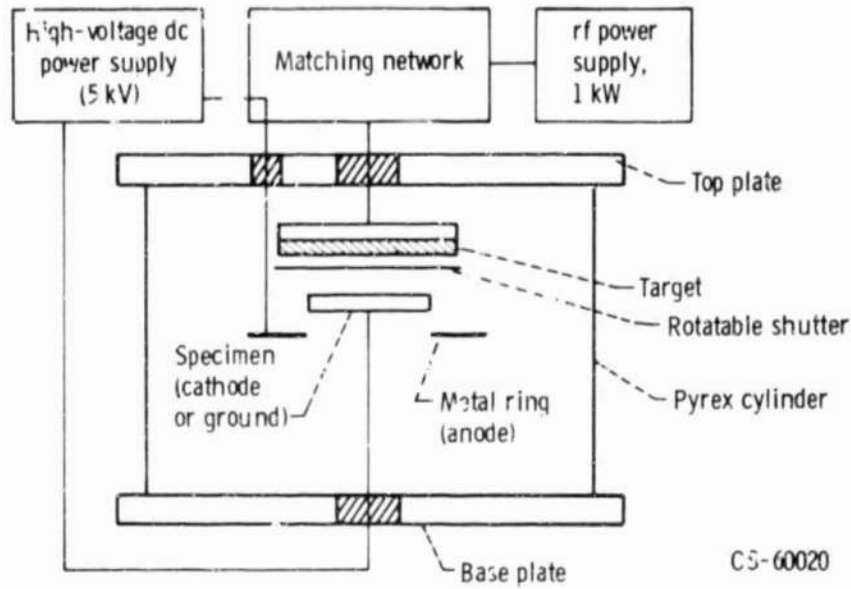 high-voltage dc
power supply
(5 kV)
Matching network
rf power
supply,
1 kW
Top plate
Target
Rotatable shutter
Specimen
(cathode
or ground)
Metal ring
(anode)
Pyrex cylinder
Base plate
CS-60020